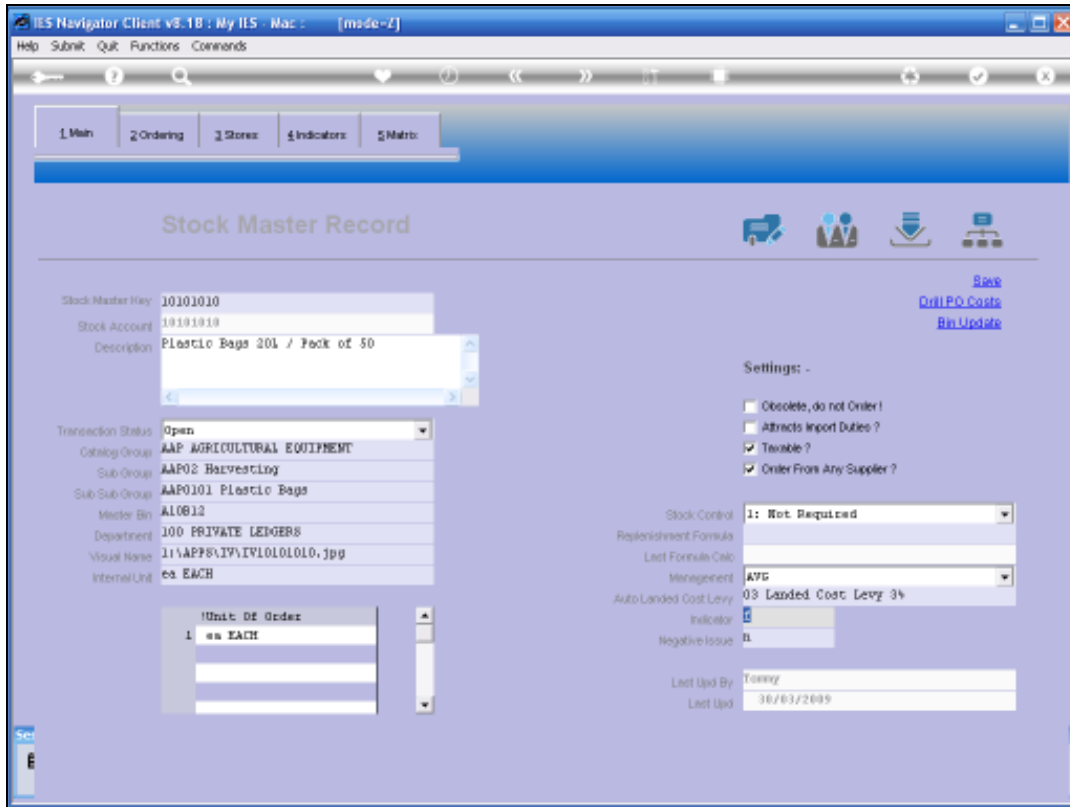 IES Navigator Client v8.18 : My IES - Mac : [mode=Z]
Help Submit Quit Functions Commands
1 Main 2 Ordering 3 Stores 4 Indicators 5 Matrix
Stock Master Record
Save
Drill PO Costs
Bin Update
Stock Master Key 10101010
Stock Account 10101010
Description Plastic Bags 20L / Pack of 50
Transaction Status Open
Catalog Group AAP AGRICULTURAL EQUIPMENT
Sub Group AAP02 Harvesting
Sub Sub Group AAP0101 Plastic Bags
Master Bin A10B12
Department 100 PRIVATE LEDGERS
Visual Name I:\APPS\IV\IV10101010.jpg
Internal Unit ea EACH
!Unit Of Order
1 ea EACH
Settings: -
Obsolete, do not Order !
Attracts Import Duties ?
Taxable ?
Order From Any Supplier ?
Stock Control 1: Not Required
Replenishment Formula
Last Formula Calc
Management AVG
Auto Landed Cost Levy 03 Landed Cost Levy 3%
Indicator
Negative Issue n
Last Upd By Tommy
Last Upd 30/03/2009